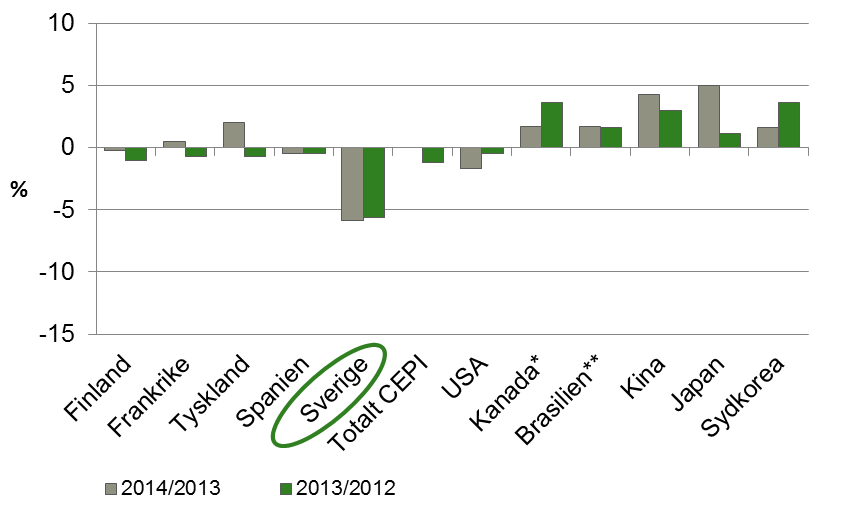 10
5
0
%
-5
-10
-15
Finland
Frankrike
Tyskland
Spanien
Sverige
Totalt CEPI
USA
Kanada*
Brasilien**
Kina
Japan
Sydkorea
2014/2013
2013/2012